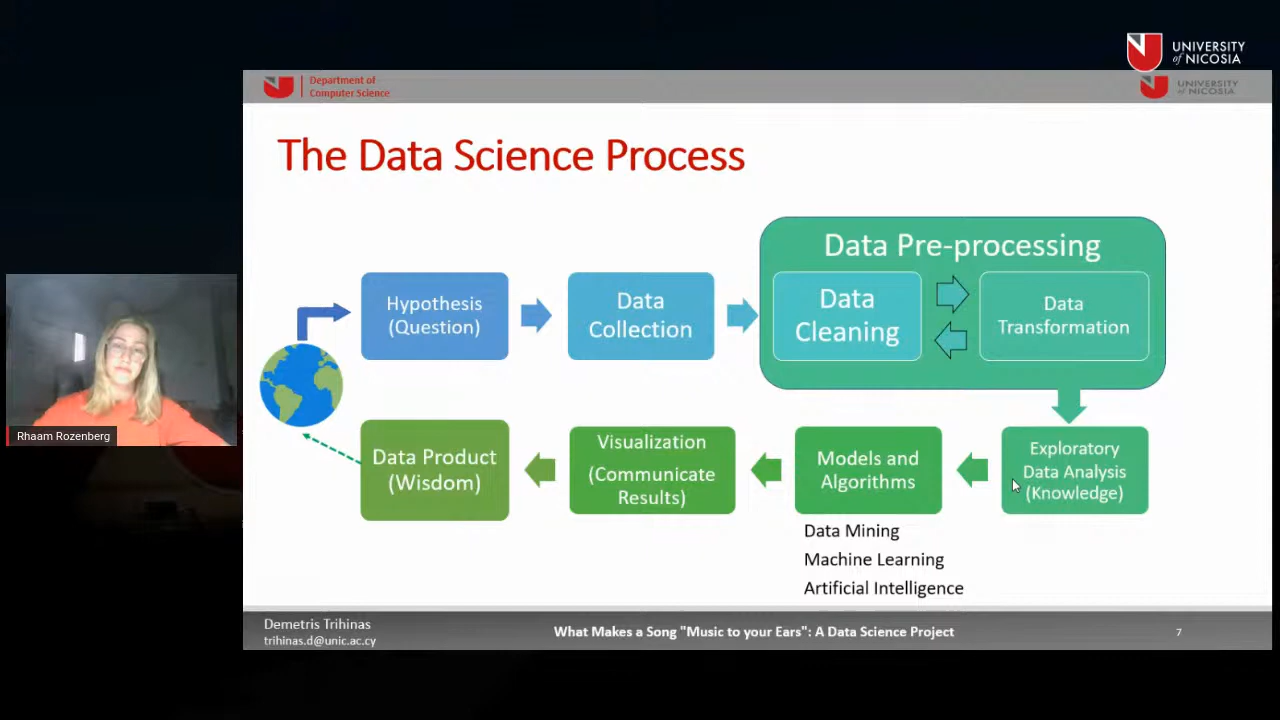 UNIVERSITY
of NICOSIA
Department of
Computer Science
UNIVERSITY
of NICOSIA
The Data Science Process
Data Pre-processing
Hypothesis
(Question)
Data
Collection
Data
Cleaning
Data
Transformation
Rhaam Rozenberg
Data Product
(Wisdom)
Visualization
(Communicate
Results)
Models and
Algorithms
Exploratory
Data Analysis
(Knowledge)
Data Mining
Machine Learning
Artificial Intelligence
Demetris Trihinas
trihinas.d@unic.ac.cy
What Makes a Song "Music to your Ears": A Data Science Project
7